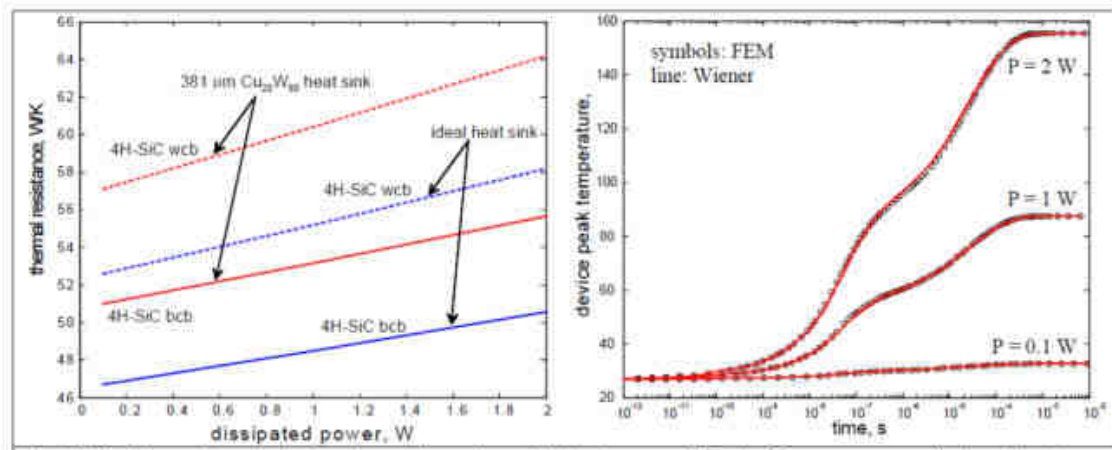 66
64
62
60
58
56
54
52
50
48
46
thermal resistance, W/K
381 µm Cu₂₀W₈₀ heat sink
4H-SiC wcb
ideal heat sink
4H-SiC wcb
4H-SiC bcb
4H-SiC bcb
0 0.2 0.4 0.6 0.8 1 1.2 1.4 1.6 1.8 2
dissipated power, W
160
140
120
100
80
60
40
20
device peak temperature,
symbols: FEM
line: Wiener
P = 2 W
P = 1 W
P = 0.1 W
time, s